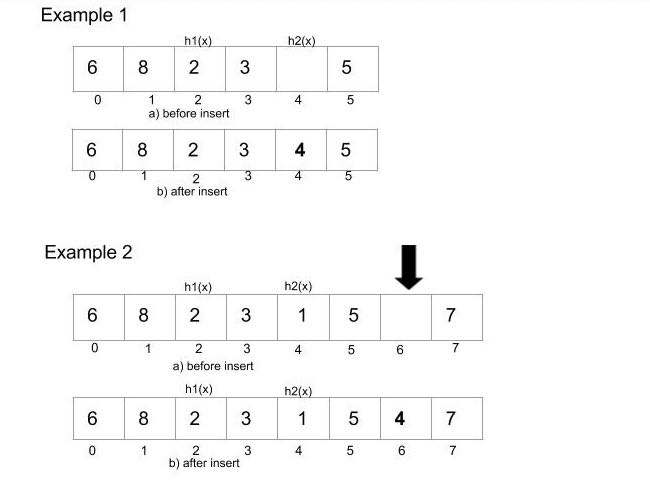 Example 1
h1(x) h2(x)
6 8 2 3 5
0 1 2 3 4 5
a) before insert
6 8 2 3 4 5
0 1 2 3 4 5
b) after insert
Example 2
h1(x) h2(x)
6 8 2 3 1 5 7
0 1 2 3 4 5 6 7
a) before insert
h1(x) h2(x)
6 8 2 3 1 5 4 7
0 1 2 3 4 5 6 7
b) after insert